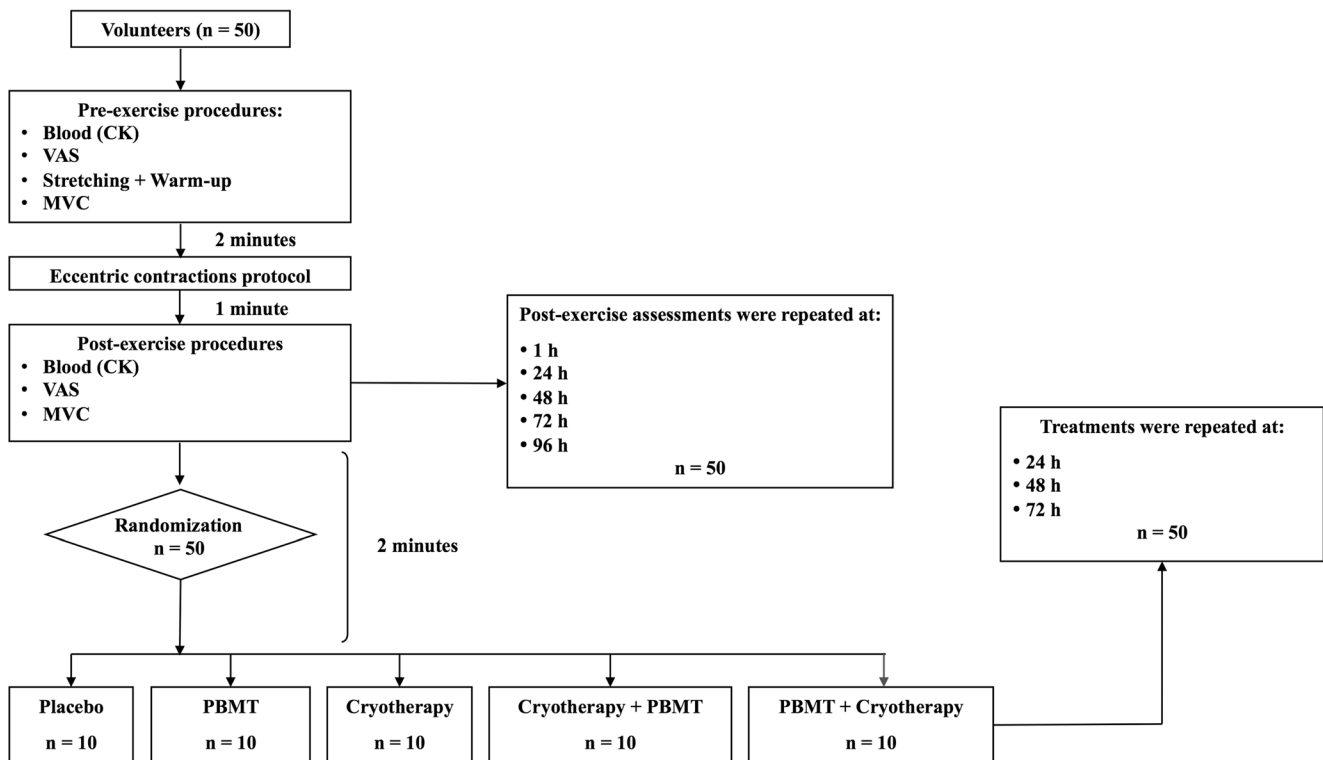 Volunteers (n = 50)
Pre-exercise procedures:
• Blood (CK)
• VAS
• Stretching + Warm-up
• MVC
2 minutes
Eccentric contractions protocol
1 minute
Post-exercise procedures
• Blood (CK)
• VAS
• MVC
Post-exercise assessments were repeated at:
• 1 h
• 24 h
• 48 h
• 72 h
• 96 h
n = 50
Randomization
n = 50
2 minutes
Placebo
n = 10
PBMT
n = 10
Cryotherapy
n = 10
Cryotherapy + PBMT
n = 10
PBMT + Cryotherapy
n = 10
Treatments were repeated at:
• 24 h
• 48 h
• 72 h
n = 50